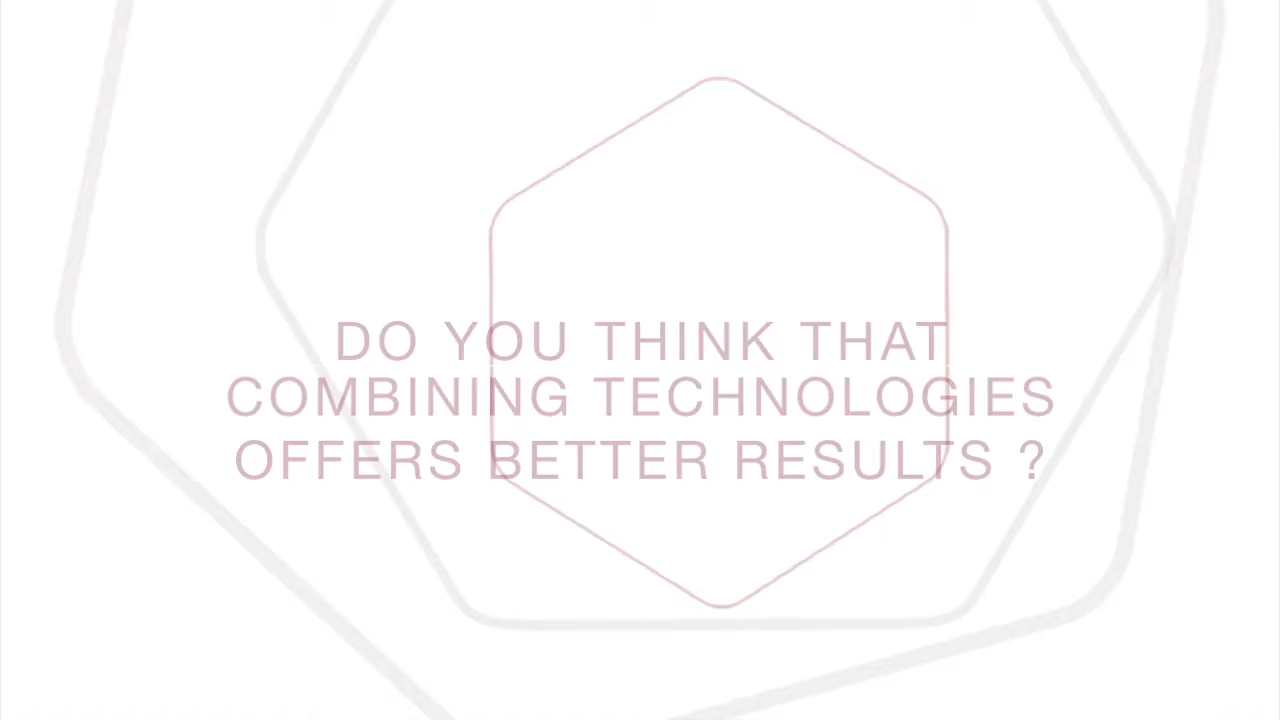 DO YOU THINK THAT
COMBINING TECHNOLOGIES
OFFERS BETTER RESULTS ?